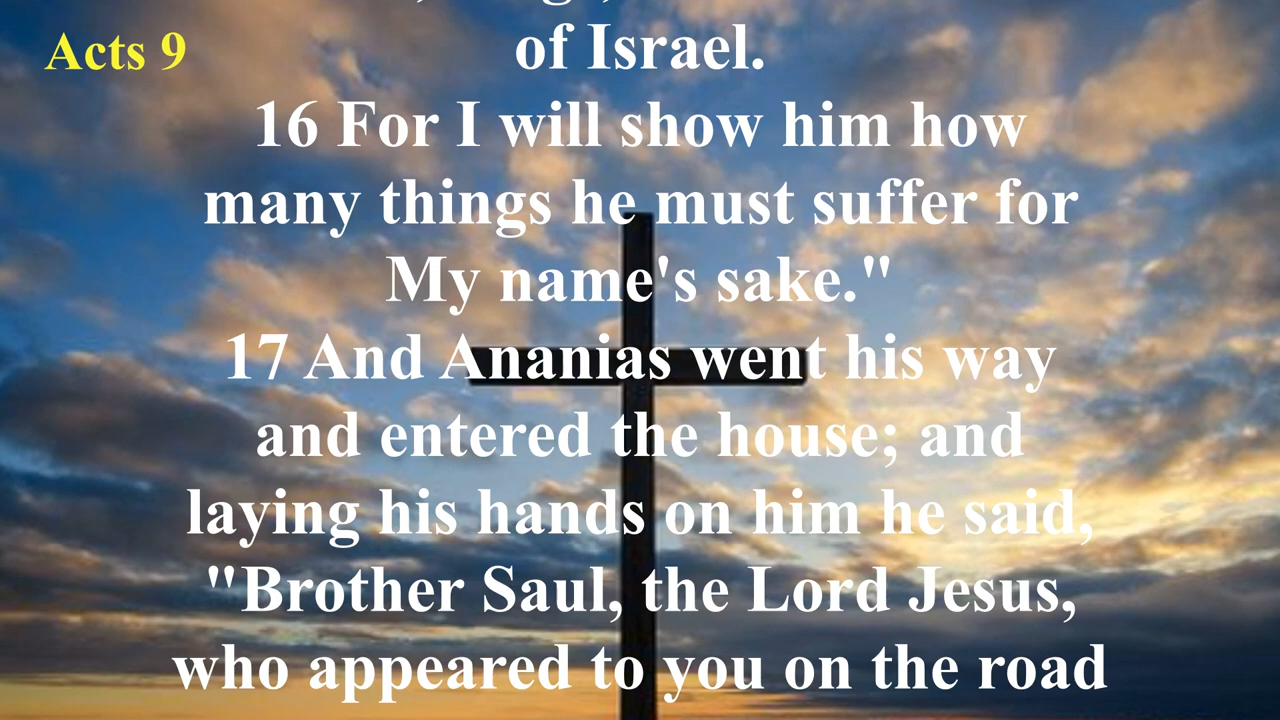 Acts 9
of Israel.
16 For I will show him how
many things he must suffer for
My name's sake."
17 And Ananias went his way
and entered the house; and
laying his hands on him he said,
"Brother Saul, the Lord Jesus,
who appeared to you on the road